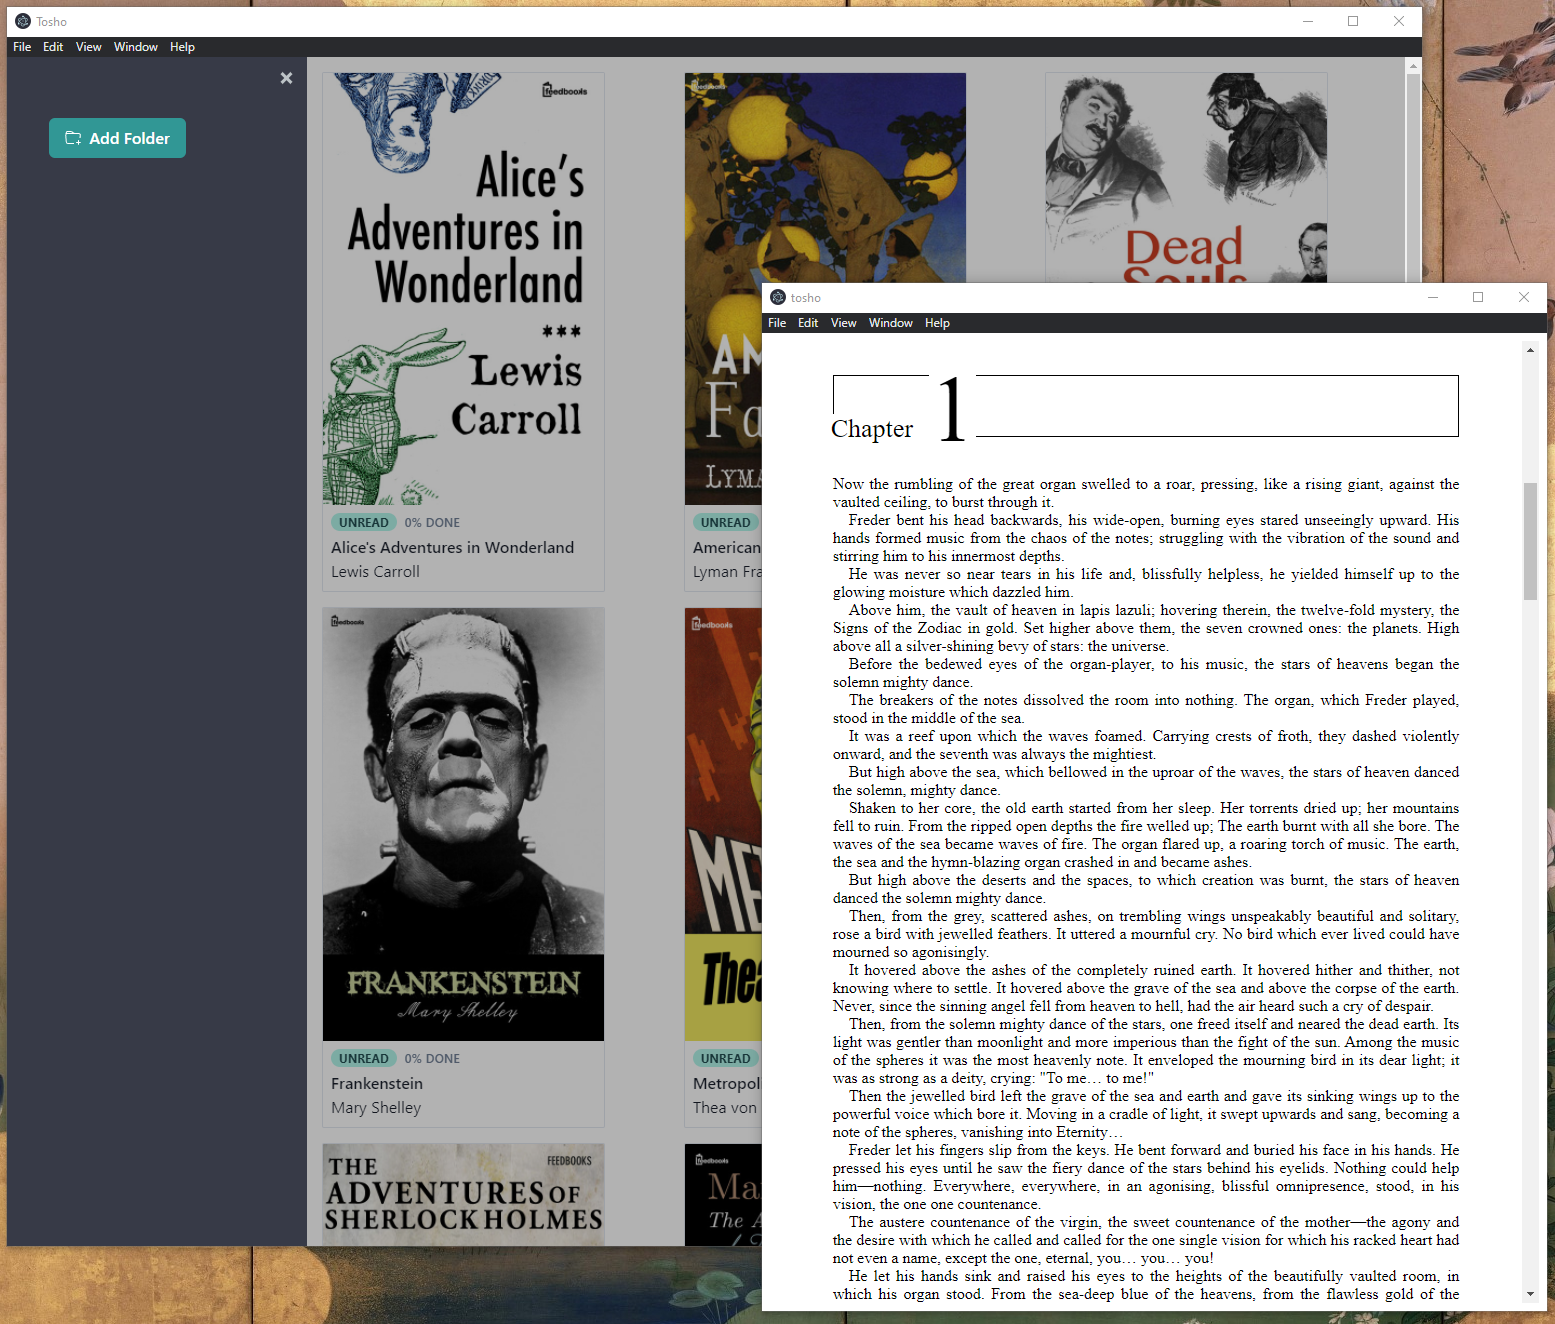 Tosho
File Edit View Window Help
Add Folder
feedbooks
Alice's
Adventures in
Wonderland
***
Lewis
Carroll
UNREAD 0% DONE
Alice's Adventures in Wonderland
Lewis Carroll
feedbooks
UNREAD
American
Lyman Fra
Dead
Souls
feedbooks
FRANKENSTEIN
Mary Shelley
UNREAD 0% DONE
Frankenstein
Mary Shelley
feedbooks
ME
Thea
UNREAD
Metropol
Thea von
THE FEEDBOOKS
ADVENTURES OF
SHERLOCK HOLMES
feedbooks
Ma
The A
tosho
File Edit View Window Help
Chapter 1
Now the rumbling of the great organ swelled to a roar, pressing, like a rising giant, against the
vaulted ceiling, to burst through it.
Freder bent his head backwards, his wide-open, burning eyes stared unseeingly upward. His
hands formed music from the chaos of the notes; struggling with the vibration of the sound and
stirring him to his innermost depths.
He was never so near tears in his life and, blissfully helpless, he yielded himself up to the
glowing moisture which dazzled him.
Above him, the vault of heaven in lapis lazuli; hovering therein, the twelve-fold mystery, the
Signs of the Zodiac in gold. Set higher above them, the seven crowned ones: the planets. High
above all a silver-shining bevy of stars: the universe.
Before the bedewed eyes of the organ-player, to his music, the stars of heavens began the
solemn mighty dance.
The breakers of the notes dissolved the room into nothing. The organ, which Freder played,
stood in the middle of the sea.
It was a reef upon which the waves foamed. Carrying crests of froth, they dashed violently
onward, and the seventh was always the mightiest.
But high above the sea, which bellowed in the uproar of the waves, the stars of heaven danced
the solemn, mighty dance.
Shaken to her core, the old earth started from her sleep. Her torrents dried up; her mountains
fell to ruin. From the ripped open depths the fire welled up; The earth burnt with all she bore. The
waves of the sea became waves of fire. The organ flared up, a roaring torch of music. The earth,
the sea and the hymn-blazing organ crashed in and became ashes.
But high above the deserts and the spaces, to which creation was burnt, the stars of heaven
danced the solemn mighty dance.
Then, from the grey, scattered ashes, on trembling wings unspeakably beautiful and solitary,
rose a bird with jewelled feathers. It uttered a mournful cry. No bird which ever lived could have
mourned so agonisingly.
It hovered above the ashes of the completely ruined earth. It hovered hither and thither, not
knowing where to settle. It hovered above the grave of the sea and above the corpse of the earth.
Never, since the sinning angel fell from heaven to hell, had the air heard such a cry of despair.
Then, from the solemn mighty dance of the stars, one freed itself and neared the dead earth. Its
light was gentler than moonlight and more imperious than the fight of the sun. Among the music
of the spheres it was the most heavenly note. It enveloped the mourning bird in its dear light; it
was as strong as a deity, crying: "To me… to me!"
Then the jewelled bird left the grave of the sea and earth and gave its sinking wings up to the
powerful voice which bore it. Moving in a cradle of light, it swept upwards and sang, becoming a
note of the spheres, vanishing into Eternity…
Freder let his fingers slip from the keys. He bent forward and buried his face in his hands. He
pressed his eyes until he saw the fiery dance of the stars behind his eyelids. Nothing could help
him—nothing. Everywhere, everywhere, in an agonising, blissful omnipresence, stood, in his
vision, the one one countenance.
The austere countenance of the virgin, the sweet countenance of the mother—the agony and
the desire with which he called and called for the one single vision for which his racked heart had
not even a name, except the one, eternal, you… you… you!
He let his hands sink and raised his eyes to the heights of the beautifully vaulted room, in
which his organ stood. From the sea-deep blue of the heavens, from the flawless gold of the